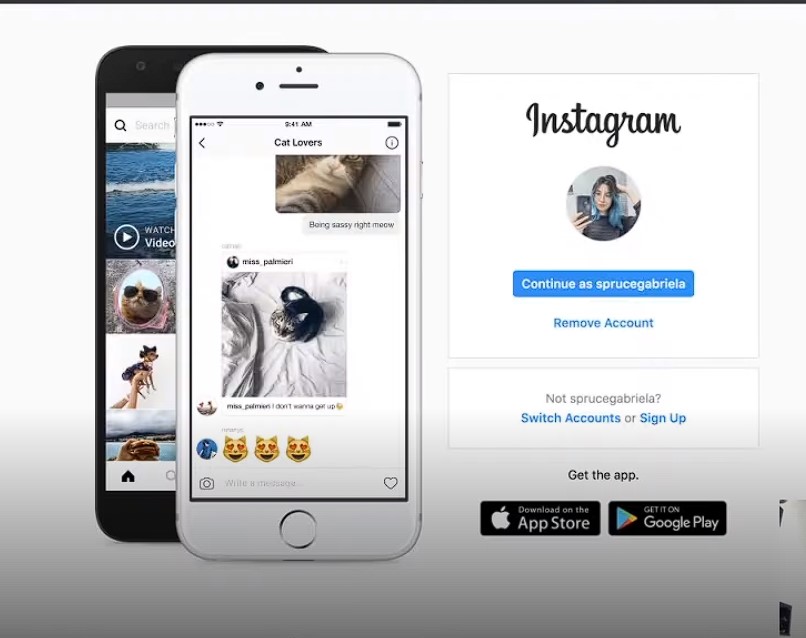 Search
WATCH
Video
9:41 AM
Cat Lovers
Being sassy right meow
miss_palmieri
miss_palmieri I don't wanna get up
Write a message...
Instagram
Continue as sprucegabriela
Remove Account
Not sprucegabriela?
Switch Accounts or Sign Up
Get the app.
Download on the
App Store
GET IT ON
Google Play